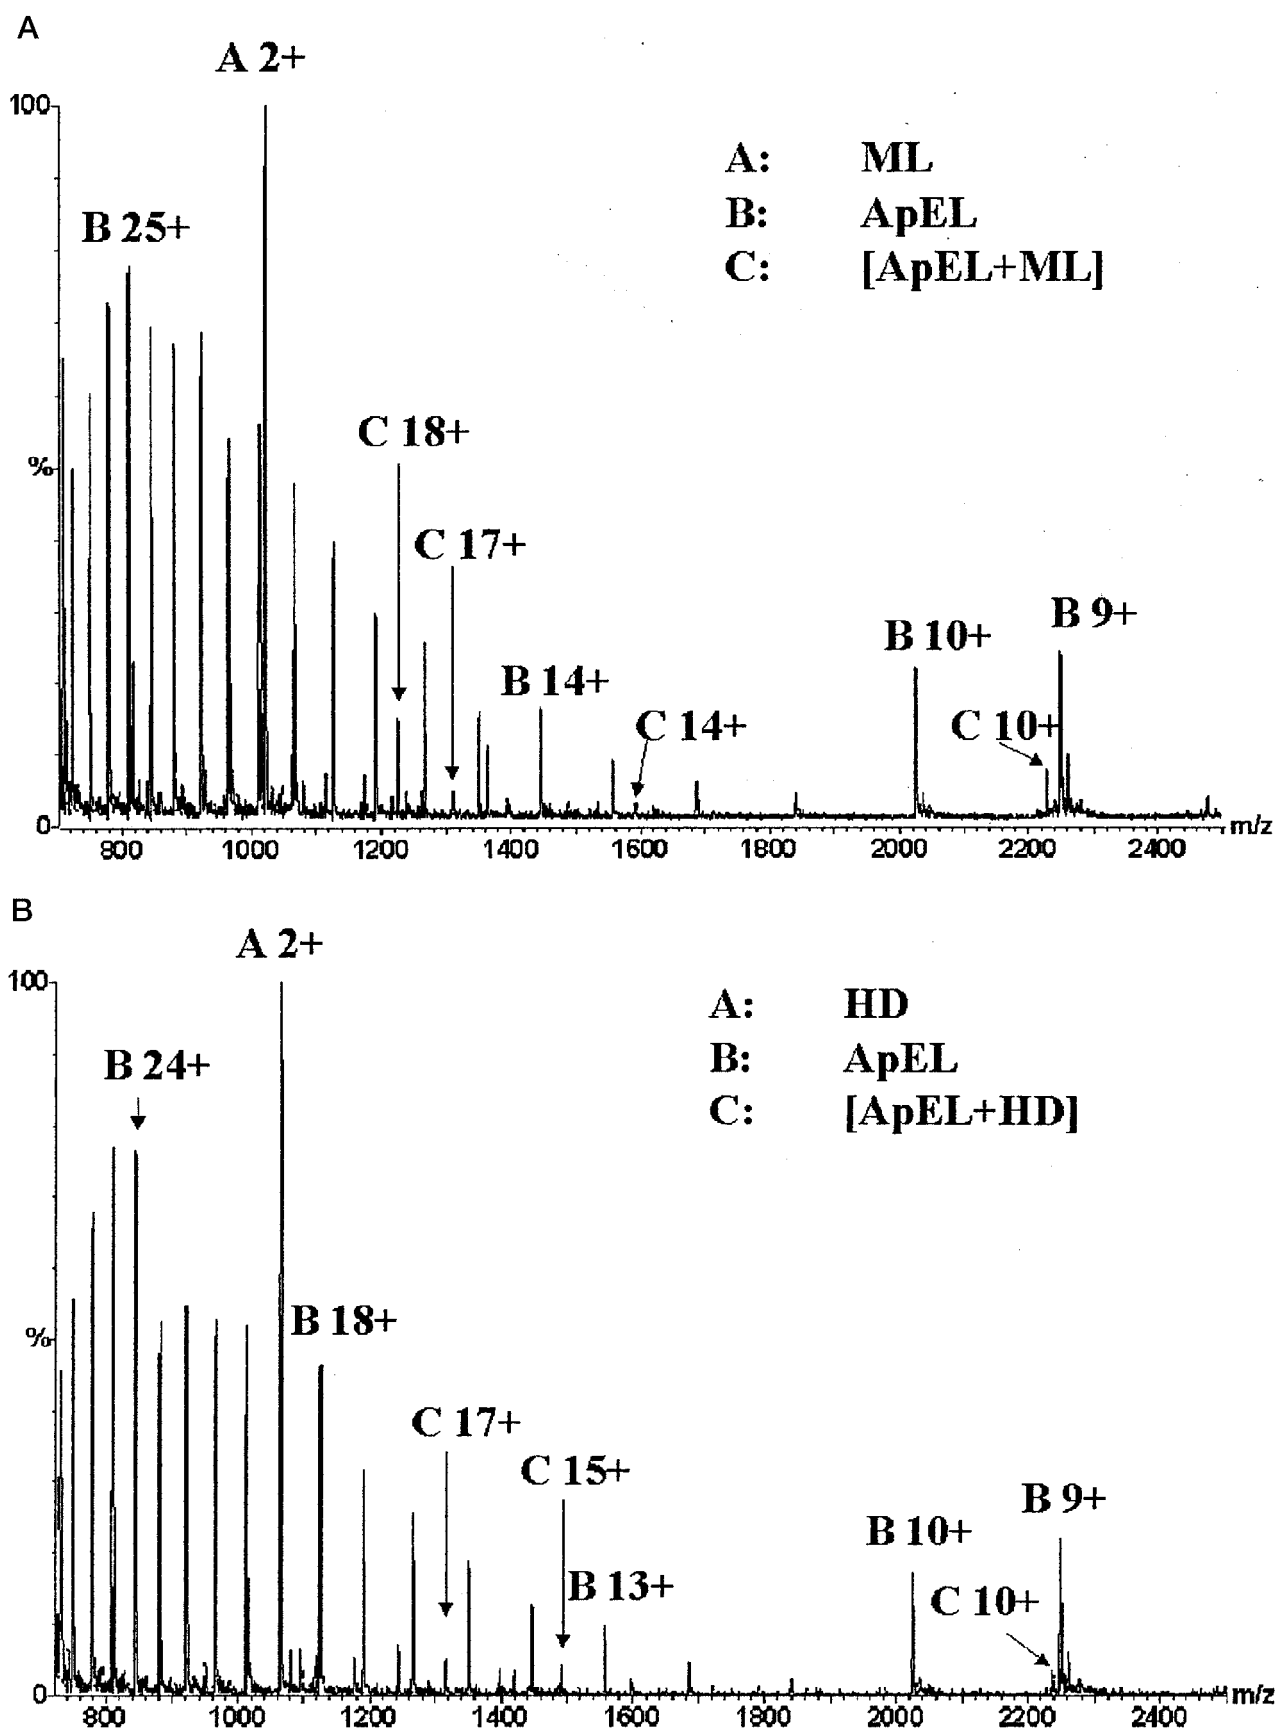 A
A 2+
100
A: ML
B 25+
B: ApEL
C: [ApEL+ML]
C 18+
%
C 17+
B 9+
B 10+
B 14+
C 14+
C 10+
0
800 1000 1200 1400 1600 1800 2000 2200 2400 m/z
B
A 2+
100
A: HD
B 24+
B: ApEL
C: [ApEL+HD]
B 18+
%
C 17+
C 15+
B 9+
B 10+
B 13+
C 10+
0
800 1000 1200 1400 1600 1800 2000 2200 2400 m/z